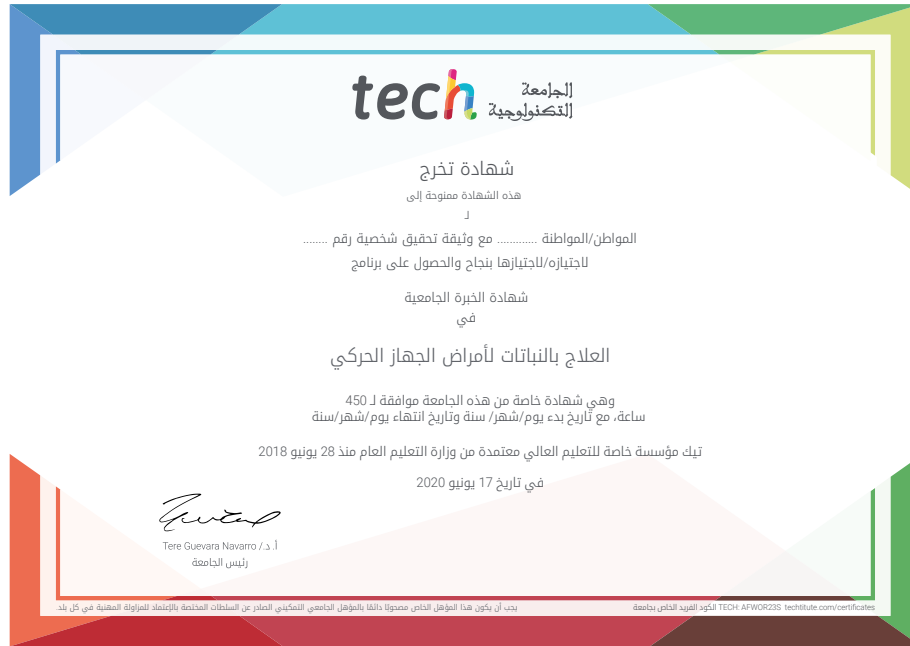 tech الجامعة
التكنولوجية
شهادة تخرج
هذه الشهادة ممنوحة إلى
لـ
المواطن/المواطنة ............ مع وثيقة تحقيق شخصية رقم ........
لاجتيازه/لاجتيازها بنجاح والحصول على برنامج
شهادة الخبرة الجامعية
في
العلاج بالنباتات لأمراض الجهاز الحركي
وهي شهادة خاصة من هذه الجامعة موافقة لـ 450
ساعة، مع تاريخ بدء يوم/شهر/ سنة وتاريخ انتهاء يوم/شهر/سنة
تيك مؤسسة خاصة للتعليم العالي معتمدة من وزارة التعليم العام منذ 28 يونيو 2018
في تاريخ 17 يونيو 2020
أ. د./ Tere Guevara Navarro
رئيس الجامعة
يجب أن يكون هذا المؤهل الخاص مصحوبًا دائمًا بالمؤهل الجامعي التمكيني الصادر عن السلطات المختصة بالإعتماد للمزاولة المهنية في كل بلد.
الكود الفريد الخاص بجامعة TECH: AFWOR23S techtitute.com/certificates